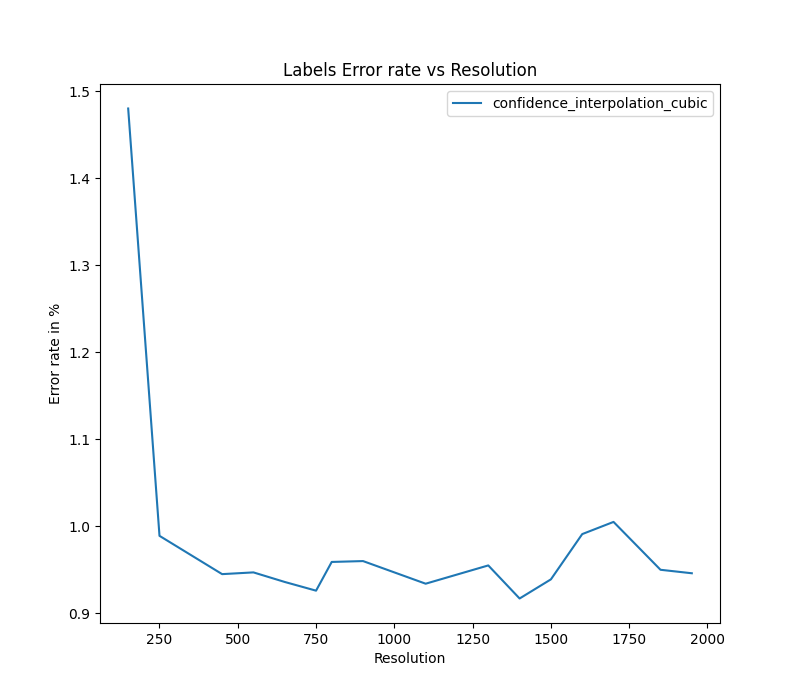 Labels Error rate vs Resolution
confidence_interpolation_cubic
Error rate in %
1.5
1.4
1.3
1.2
1.1
1.0
0.9
250 500 750 1000 1250 1500 1750 2000
Resolution